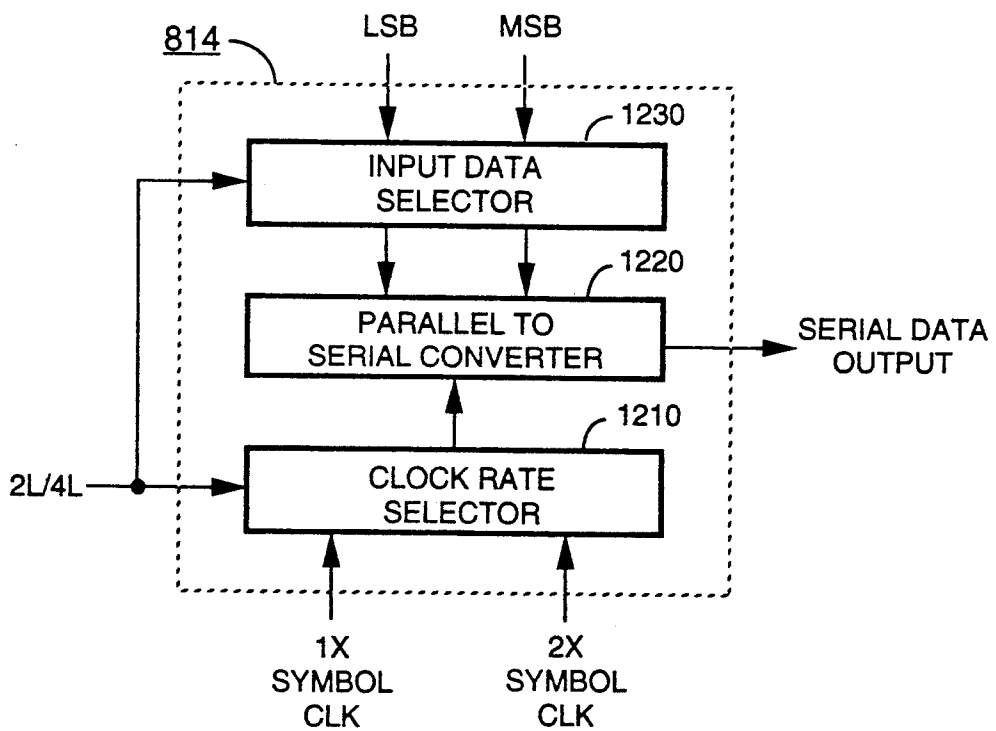 814
LSB
MSB
1230
INPUT DATA
SELECTOR
1220
PARALLEL TO
SERIAL CONVERTER
SERIAL DATA
OUTPUT
1210
2L/4L
CLOCK RATE
SELECTOR
1X
SYMBOL
CLK
2X
SYMBOL
CLK